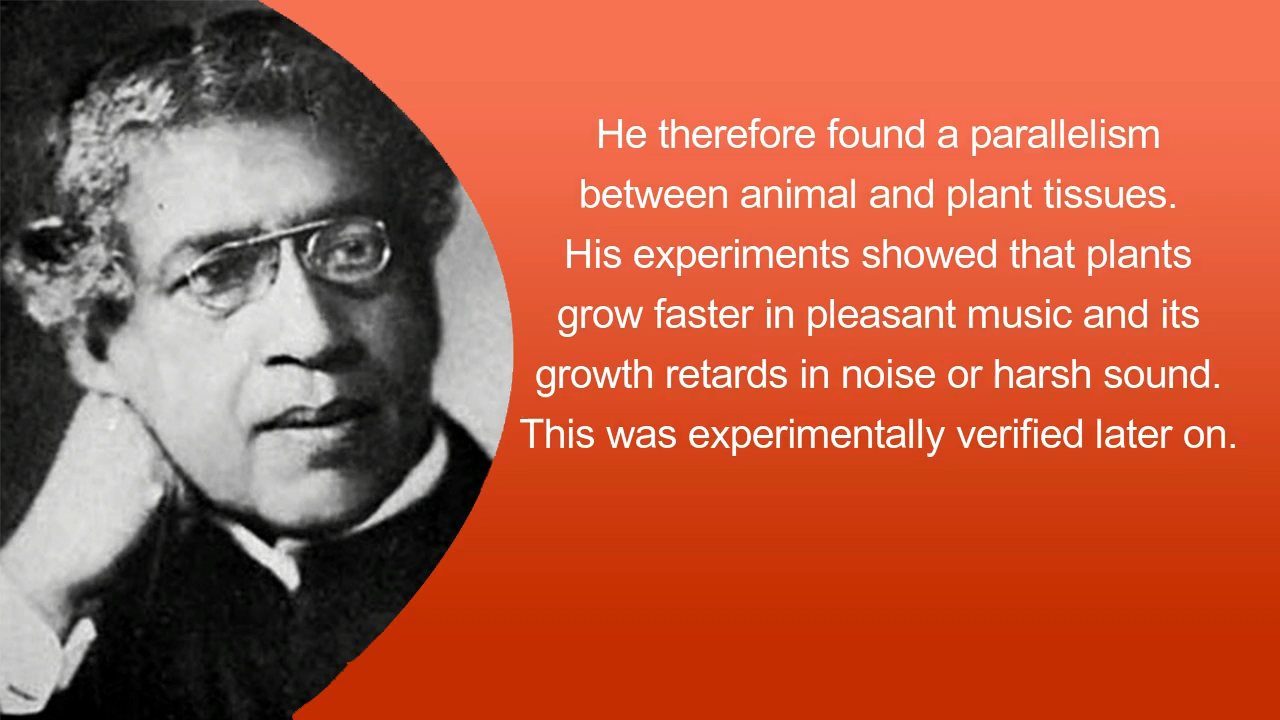 He therefore found a parallelism
between animal and plant tissues.
His experiments showed that plants
grow faster in pleasant music and its
growth retards in noise or harsh sound.
This was experimentally verified later on.